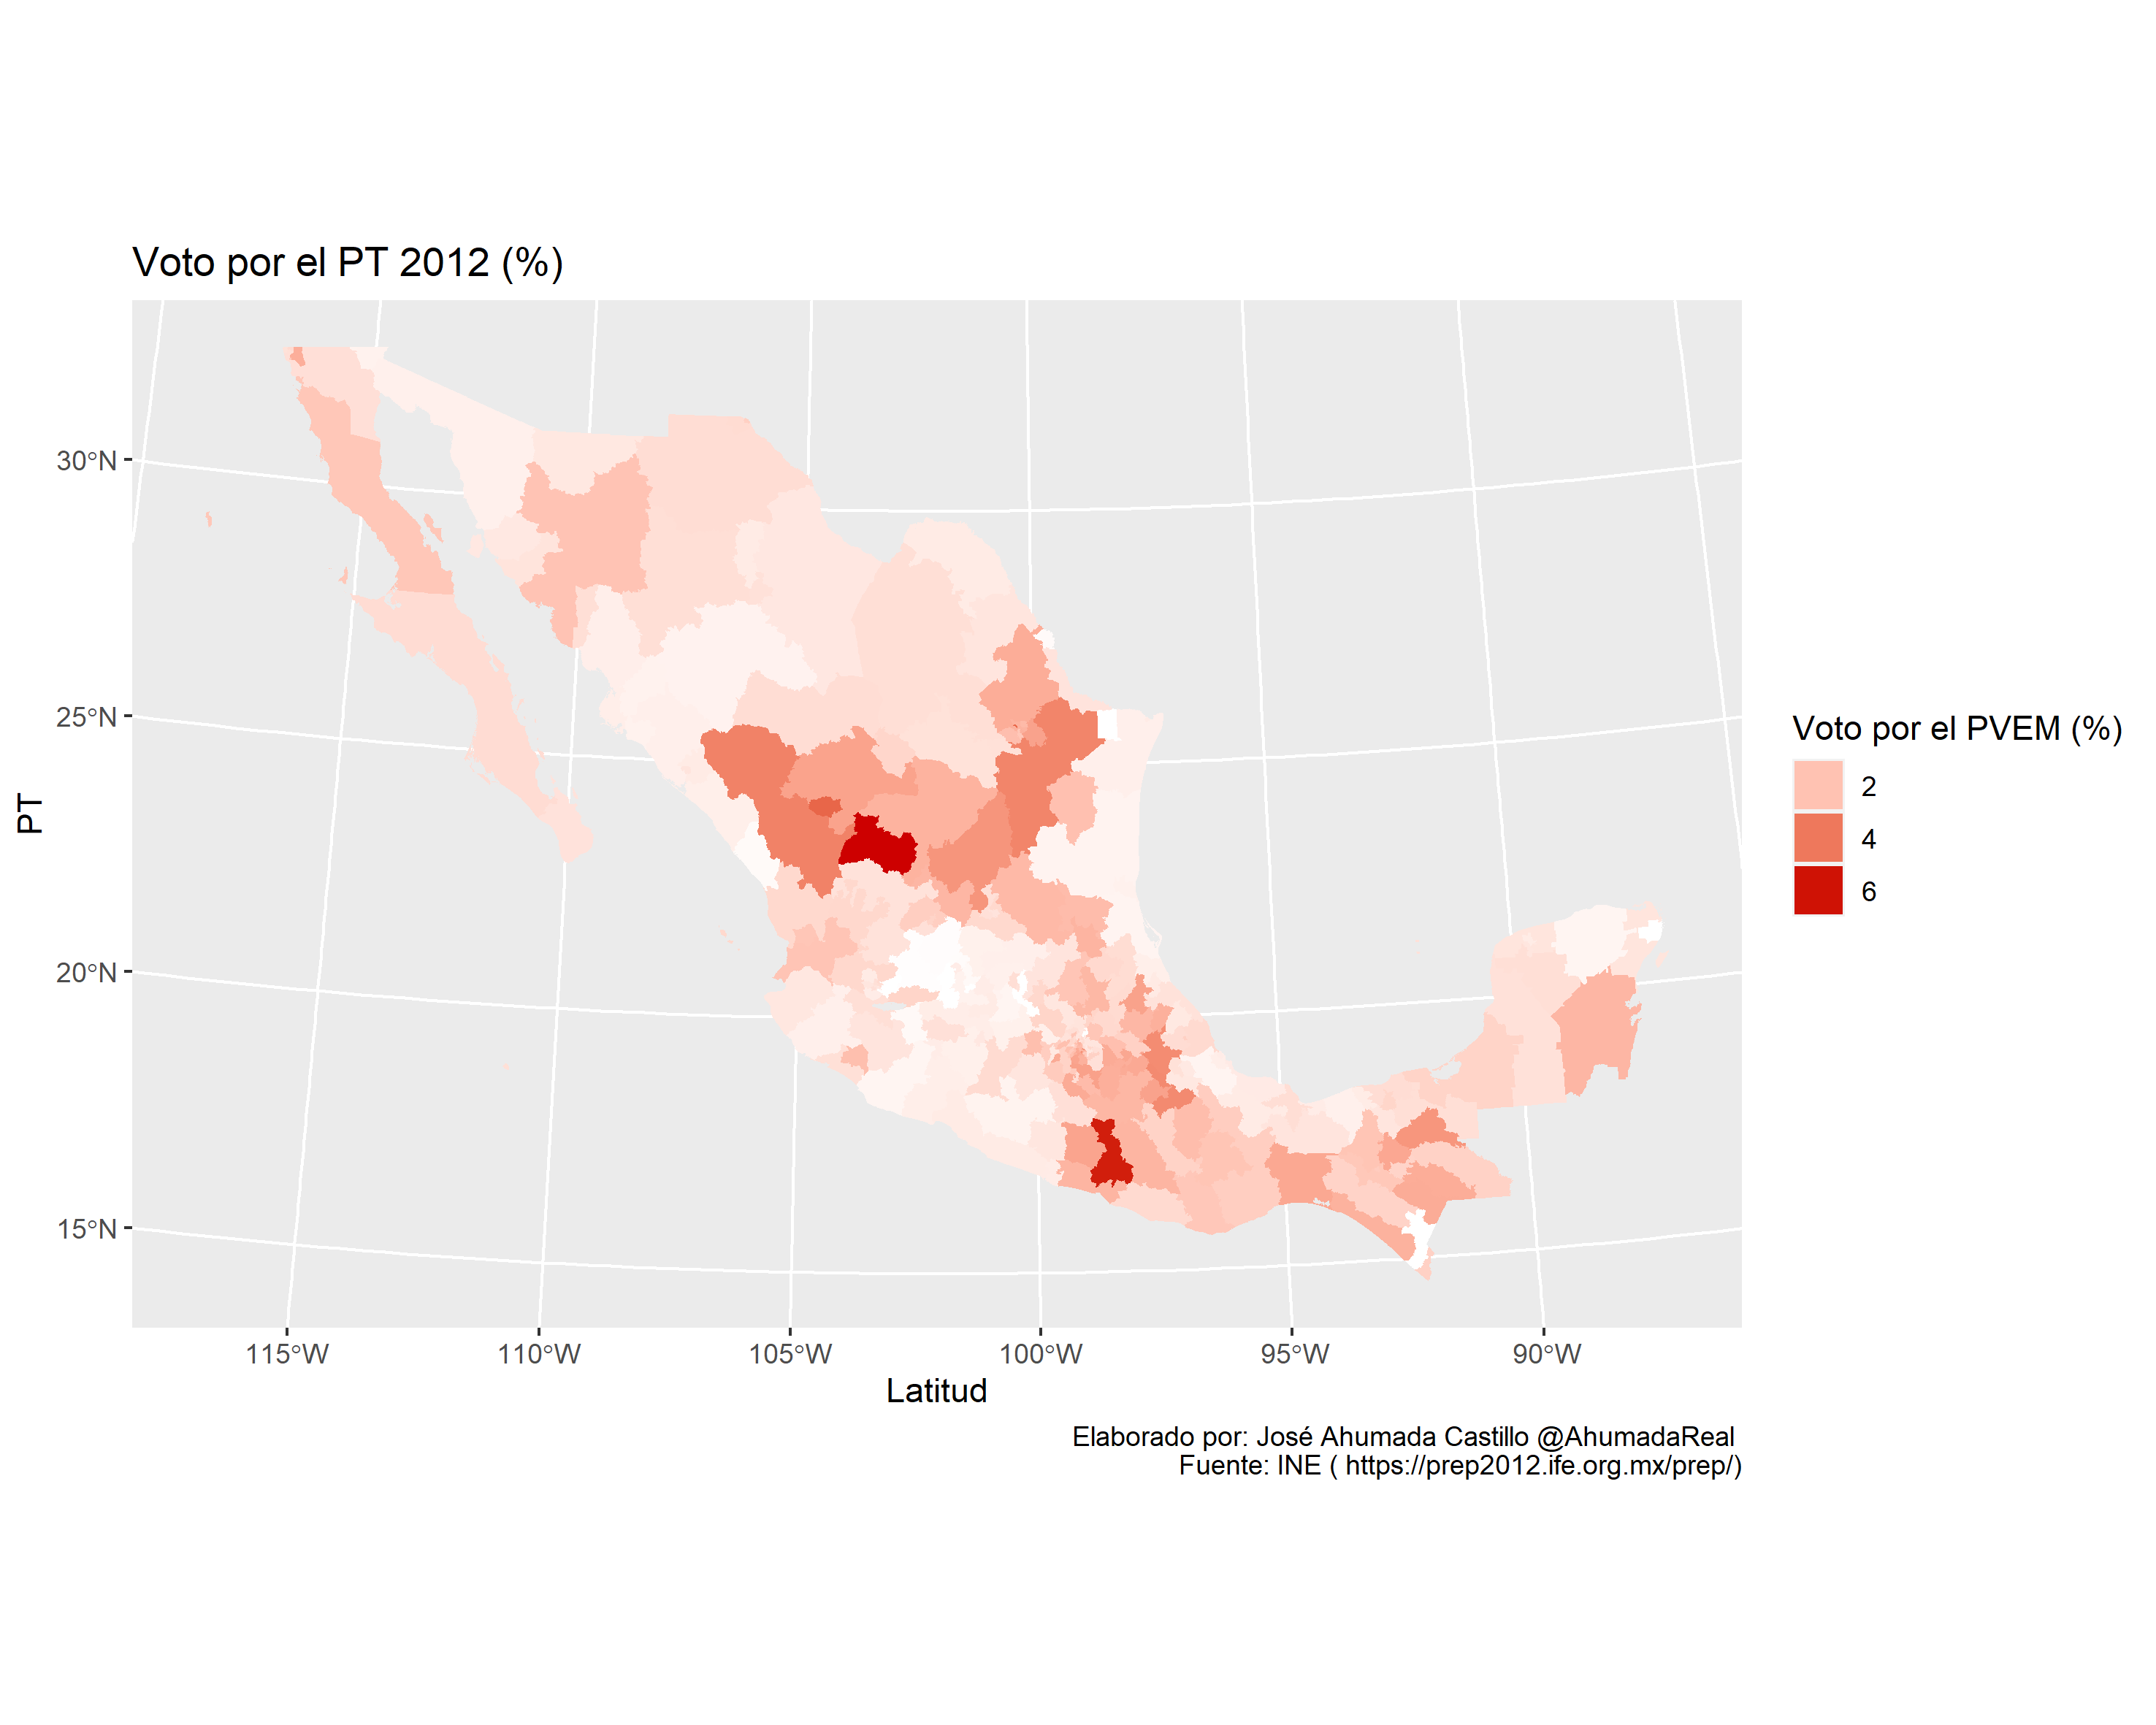 Voto por el PT 2012 (%)
30°N
25°N
20°N
15°N
PT
115°W
110°W
105°W
100°W
95°W
90°W
Latitud
Voto por el PVEM (%)
2
4
6
Elaborado por: José Ahumada Castillo @AhumadaReal
Fuente: INE ( https://prep2012.ife.org.mx/prep/)